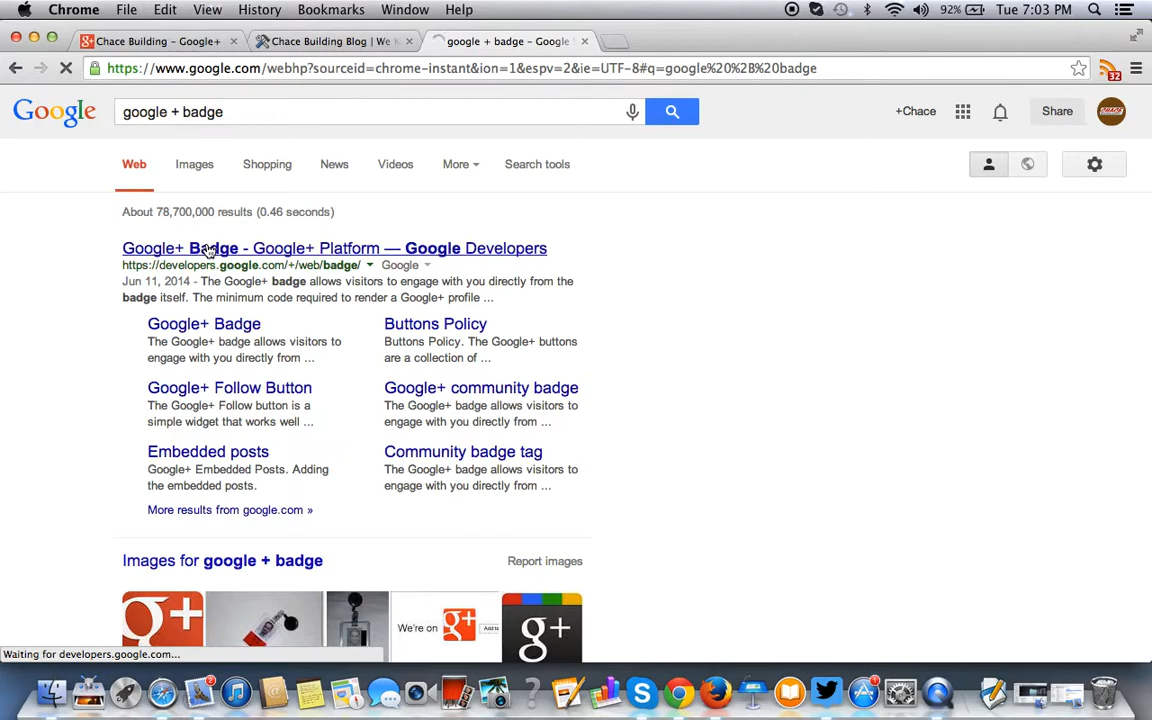 Chrome File Edit View History Bookmarks Window Help 92% Tue 7:03 PM
Chace Building - Google+ Chace Building Blog | We K google + badge - Google S
https://www.google.com/webhp?sourceid=chrome-instant&ion=1&espv=2&ie=UTF-8#q=google%20%2B%20badge 32
Google google + badge +Chace Share
Web Images Shopping News Videos More Search tools
About 78,700,000 results (0.46 seconds)
Google+ Badge - Google+ Platform — Google Developers
https://developers.google.com/+/web/badge/ Google
Jun 11, 2014 - The Google+ badge allows visitors to engage with you directly from the
badge itself. The minimum code required to render a Google+ profile ...
Google+ Badge
The Google+ badge allows visitors to
engage with you directly from ...
Buttons Policy
Buttons Policy. The Google+ buttons
are a collection of ...
Google+ Follow Button
The Google+ Follow button is a
simple widget that works well ...
Google+ community badge
The Google+ badge allows visitors to
engage with you directly from ...
Embedded posts
Google+ Embedded Posts. Adding
the embedded posts.
Community badge tag
The Google+ badge allows visitors to
engage with you directly from ...
More results from google.com »
Images for google + badge Report images
g+
We're on g+ Add to
g+
Waiting for developers.google.com...